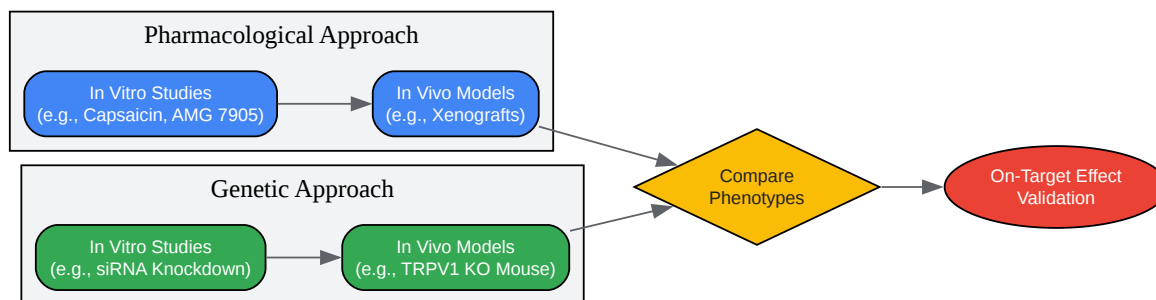 Pharmacological Approach
In Vitro Studies
(e.g., Capsaicin, AMG 7905)
In Vivo Models
(e.g., Xenografts)
Genetic Approach
In Vitro Studies
(e.g., siRNA Knockdown)
In Vivo Models
(e.g., TRPV1 KO Mouse)
Compare
Phenotypes
On-Target Effect
Validation